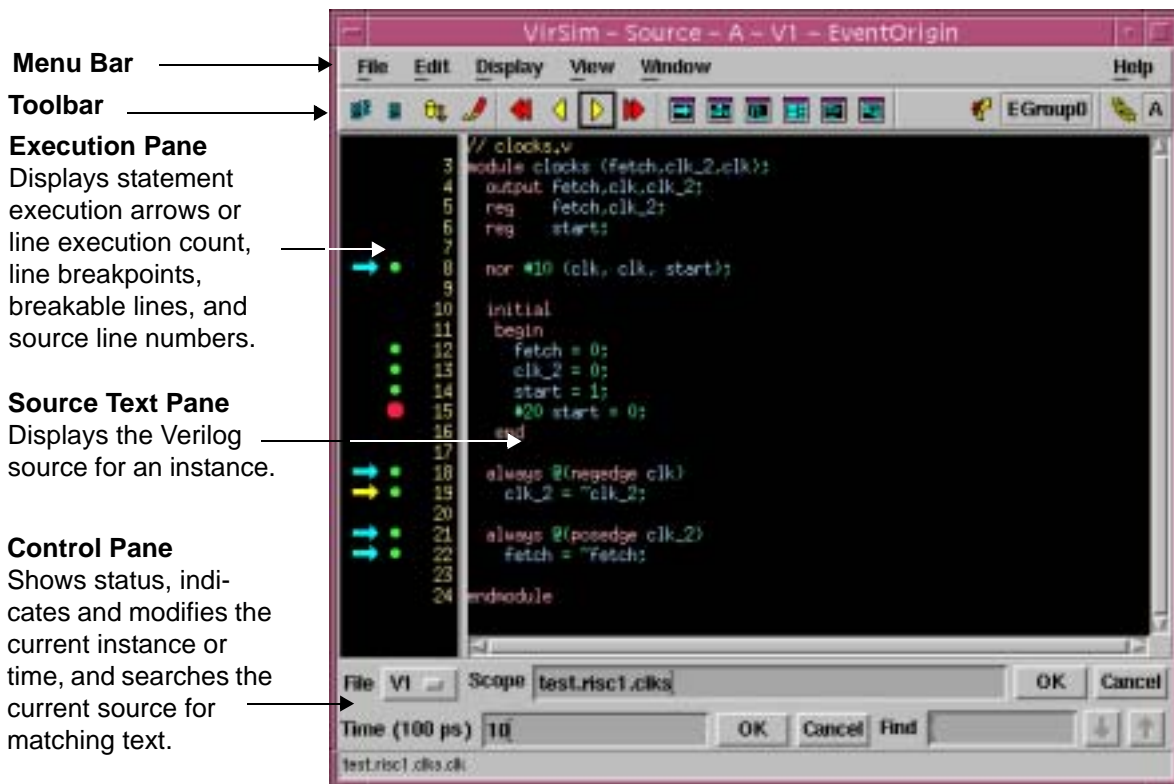 VirSim - Source - A - V1 - EventOrigin
Menu Bar
File Edit Display View Window Help
Toolbar
EGroup0 A
Execution Pane
Displays statement
execution arrows or
line execution count,
line breakpoints,
breakable lines, and
source line numbers.
Source Text Pane
Displays the Verilog
source for an instance.
Control Pane
Shows status, indi-
cates and modifies the
current instance or
time, and searches the
current source for
matching text.
// clocks.v
3 module clocks (fetch,clk_2,clk);
4 output fetch,clk,clk_2;
5 reg fetch,clk_2;
6 reg start;
7
8 nor #10 (clk, clk, start);
9
10 initial
11 begin
12 fetch = 0;
13 clk_2 = 0;
14 start = 1;
15 #20 start = 0;
16 end
17
18 always @(negedge clk)
19 clk_2 = ~clk_2;
20
21 always @(posedge clk_2)
22 fetch = ~fetch;
23
24 endmodule
File V1 Scope test.risc1.clks OK Cancel
Time (100 ps) 10 OK Cancel Find
test.risc1.clks.clk